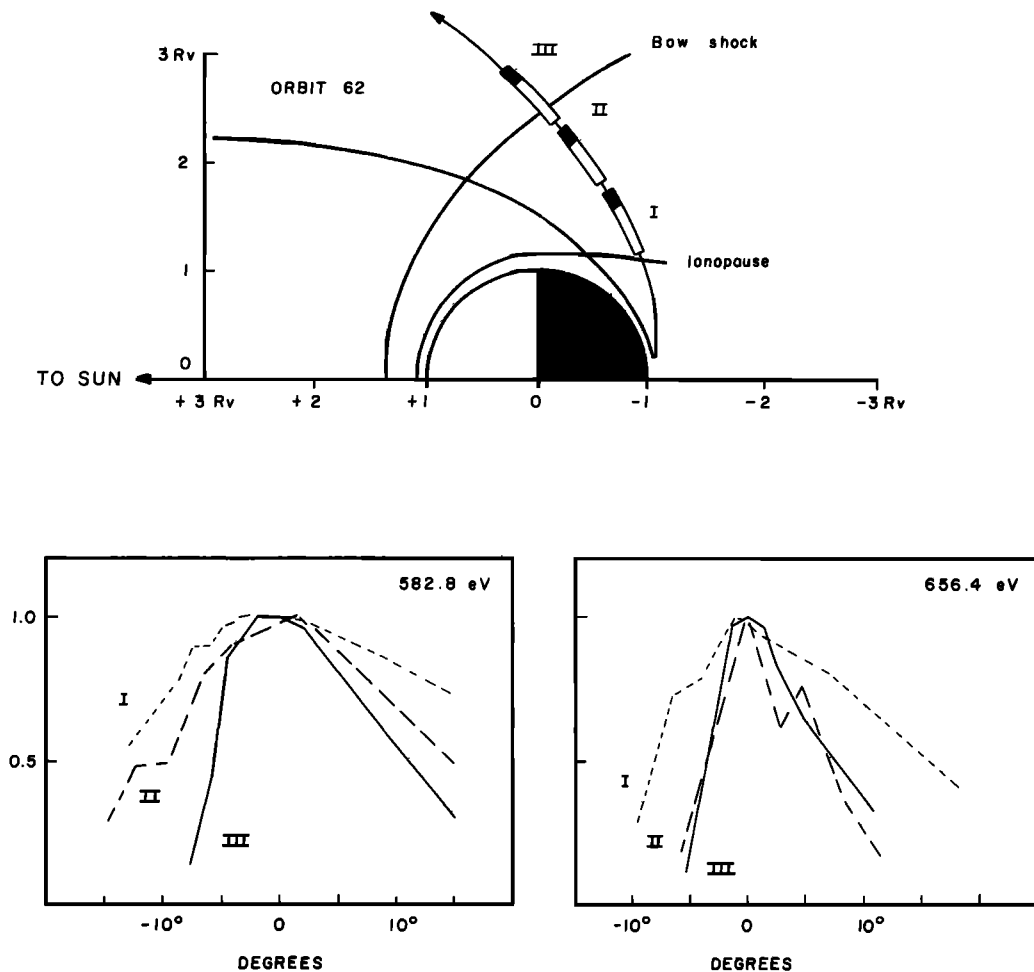 III
Bow shock
3 Rv
ORBIT 62
II
2
I
1
Ionopause
0
TO SUN
+ 3 Rv
+ 2
+ 1
0
-1
-2
-3 Rv
582.8 eV
656.4 eV
1.0
I
0.5
II
I
III
II
III
-10°
0
10°
-10°
0
10°
DEGREES
DEGREES